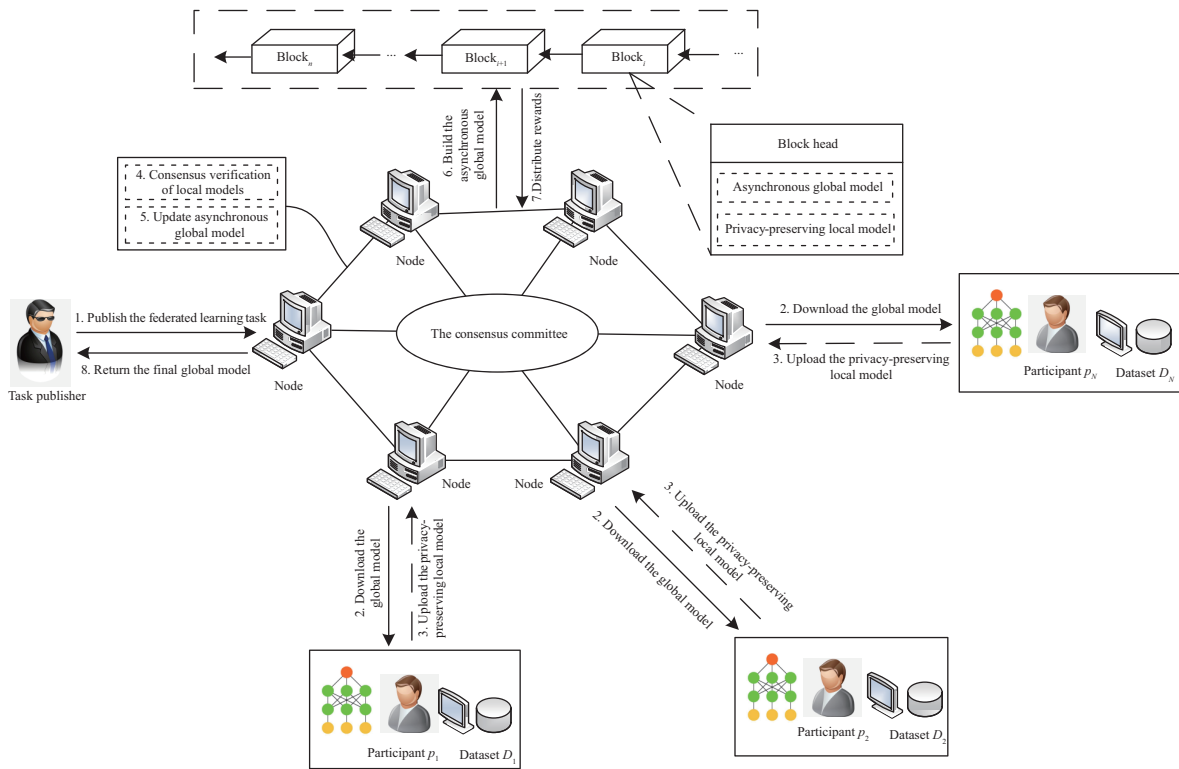 Block_n
...
Block_{i+1}
Block_i
...
6. Build the
asynchronous
global model
7.Distribute rewards
Block head
Asynchronous global model
Privacy-preserving local model
4. Consensus verification
of local models
5. Update asynchronous
global model
Node
Node
1. Publish the federated learning task
8. Return the final global model
Task publisher
Node
The consensus committee
Node
2. Download the global model
3. Upload the privacy-preserving
local model
Participant p_N
Dataset D_N
Node
Node
2. Download the
global model
3. Upload the privacy-
preserving local model
3. Upload the privacy-preserving
local model
2. Download the global model
Participant p_1
Dataset D_1
Participant p_2
Dataset D_2